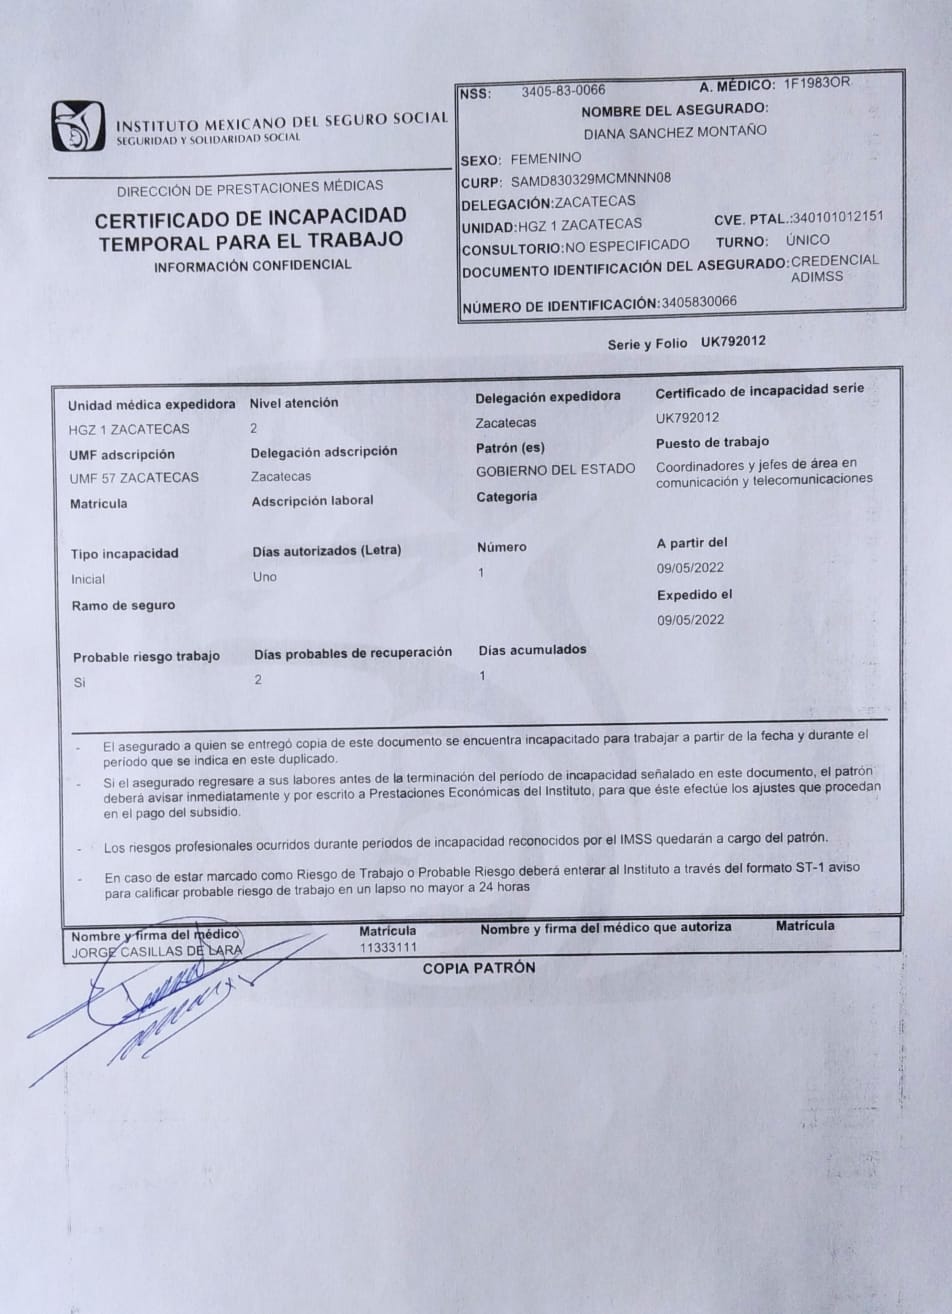 INSTITUTO MEXICANO DEL SEGURO SOCIAL
SEGURIDAD Y SOLIDARIDAD SOCIAL
DIRECCIÓN DE PRESTACIONES MÉDICAS
CERTIFICADO DE INCAPACIDAD
TEMPORAL PARA EL TRABAJO
INFORMACIÓN CONFIDENCIAL
NSS: 3405-83-0066 A. MÉDICO: 1F1983OR
NOMBRE DEL ASEGURADO:
DIANA SANCHEZ MONTAÑO
SEXO: FEMENINO
CURP: SAMD830329MCMNNN08
DELEGACIÓN:ZACATECAS
UNIDAD:HGZ 1 ZACATECAS CVE. PTAL.:340101012151
CONSULTORIO:NO ESPECIFICADO TURNO: ÚNICO
DOCUMENTO IDENTIFICACIÓN DEL ASEGURADO:CREDENCIAL
ADIMSS
NÚMERO DE IDENTIFICACIÓN:3405830066
Serie y Folio UK792012
Unidad médica expedidora Nivel atención Delegación expedidora Certificado de incapacidad serie
HGZ 1 ZACATECAS 2 Zacatecas UK792012
UMF adscripción Delegación adscripción Patrón (es) Puesto de trabajo
UMF 57 ZACATECAS Zacatecas GOBIERNO DEL ESTADO Coordinadores y jefes de área en
comunicación y telecomunicaciones
Matrícula Adscripción laboral Categoría
Tipo incapacidad Días autorizados (Letra) Número A partir del
Inicial Uno 1 09/05/2022
Ramo de seguro Expedido el
09/05/2022
Probable riesgo trabajo Días probables de recuperación Días acumulados
Si 2 1
- El asegurado a quien se entregó copia de este documento se encuentra incapacitado para trabajar a partir de la fecha y durante el
período que se indica en este duplicado.
- Si el asegurado regresare a sus labores antes de la terminación del período de incapacidad señalado en este documento, el patrón
deberá avisar inmediatamente y por escrito a Prestaciones Económicas del Instituto, para que éste efectúe los ajustes que procedan
en el pago del subsidio.
- Los riesgos profesionales ocurridos durante periodos de incapacidad reconocidos por el IMSS quedarán a cargo del patrón.
- En caso de estar marcado como Riesgo de Trabajo o Probable Riesgo deberá enterar al Instituto a través del formato ST-1 aviso
para calificar probable riesgo de trabajo en un lapso no mayor a 24 horas
Nombre y firma del médico Matrícula Nombre y firma del médico que autoriza Matrícula
JORGE CASILLAS DE LARA 11333111
COPIA PATRÓN